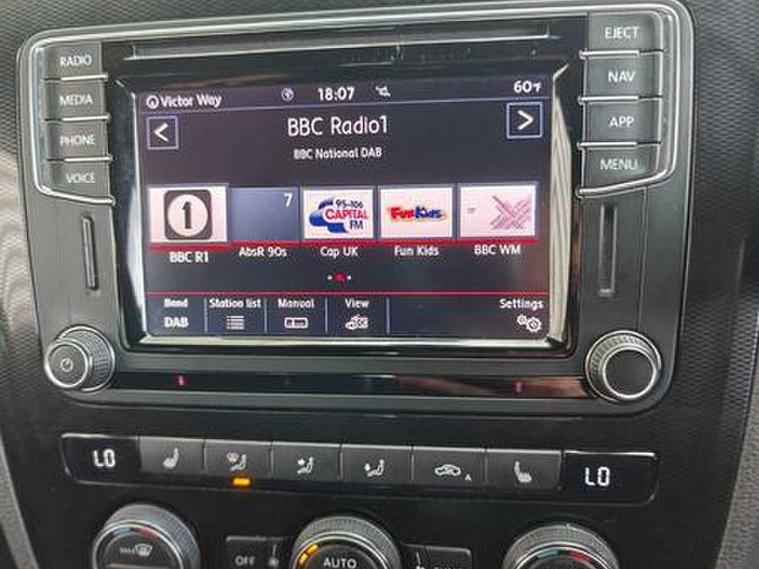 RADIO
MEDIA
PHONE
VOICE
EJECT
NAV
APP
MENU
Victor Way
18:07
60°F
<
BBC Radio1
>
BBC National DAB
1
7
95-106
CAPITAL
FM
Fun Kids
BBC R1
AbsR 90s
Cap UK
Fun Kids
BBC WM
Band
Station list
Manual
View
Settings
DAB
LO
A
LO
OFF
AUTO